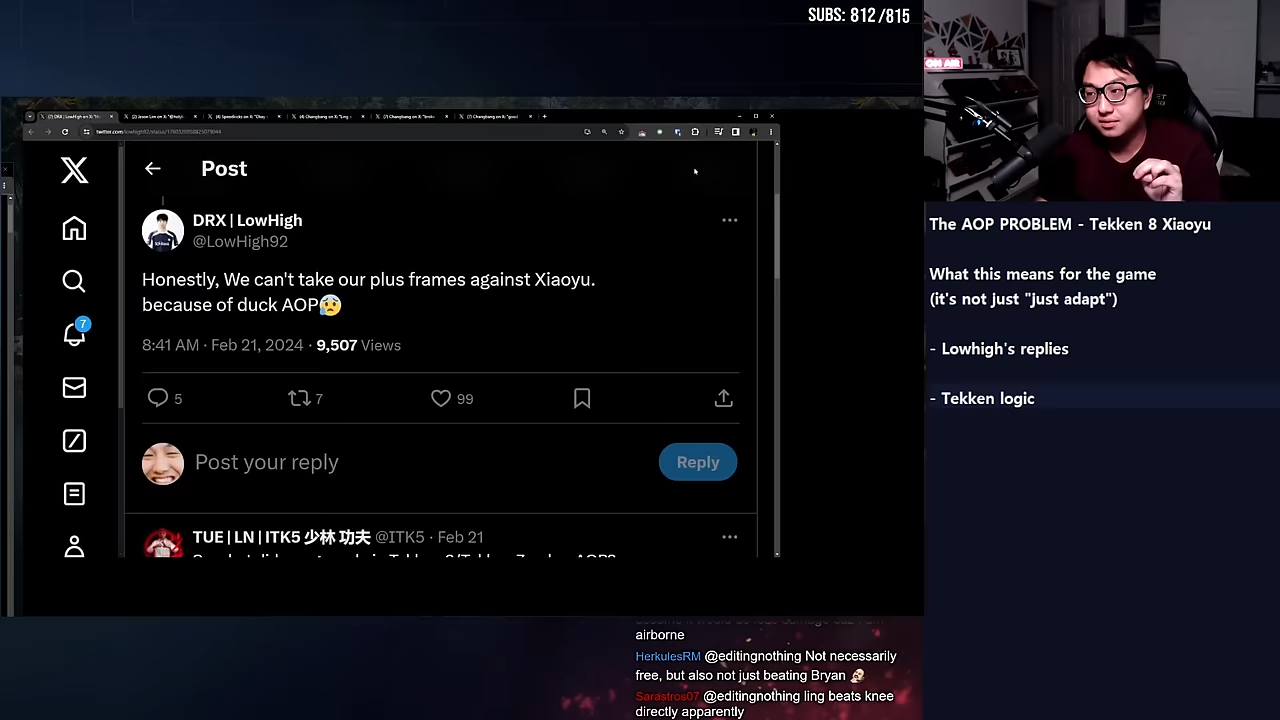 SUBS: 812/815
ON AIR
Post
DRX | LowHigh
@LowHigh92
Honestly, We can't take our plus frames against Xiaoyu.
because of duck AOP😰
8:41 AM · Feb 21, 2024 · 9,507 Views
5
7
99
7
Post your reply
Reply
TUE | LN | ITK5 少林 功夫 @ITK5 · Feb 21
The AOP PROBLEM - Tekken 8 Xiaoyu
What this means for the game
(it's not just "just adapt")
- Lowhigh's replies
- Tekken logic
airborne
HerkulesRM @editingnothing Not necessarily
free, but also not just beating Bryan
Sarastros07 @editingnothing ling beats knee
directly apparently